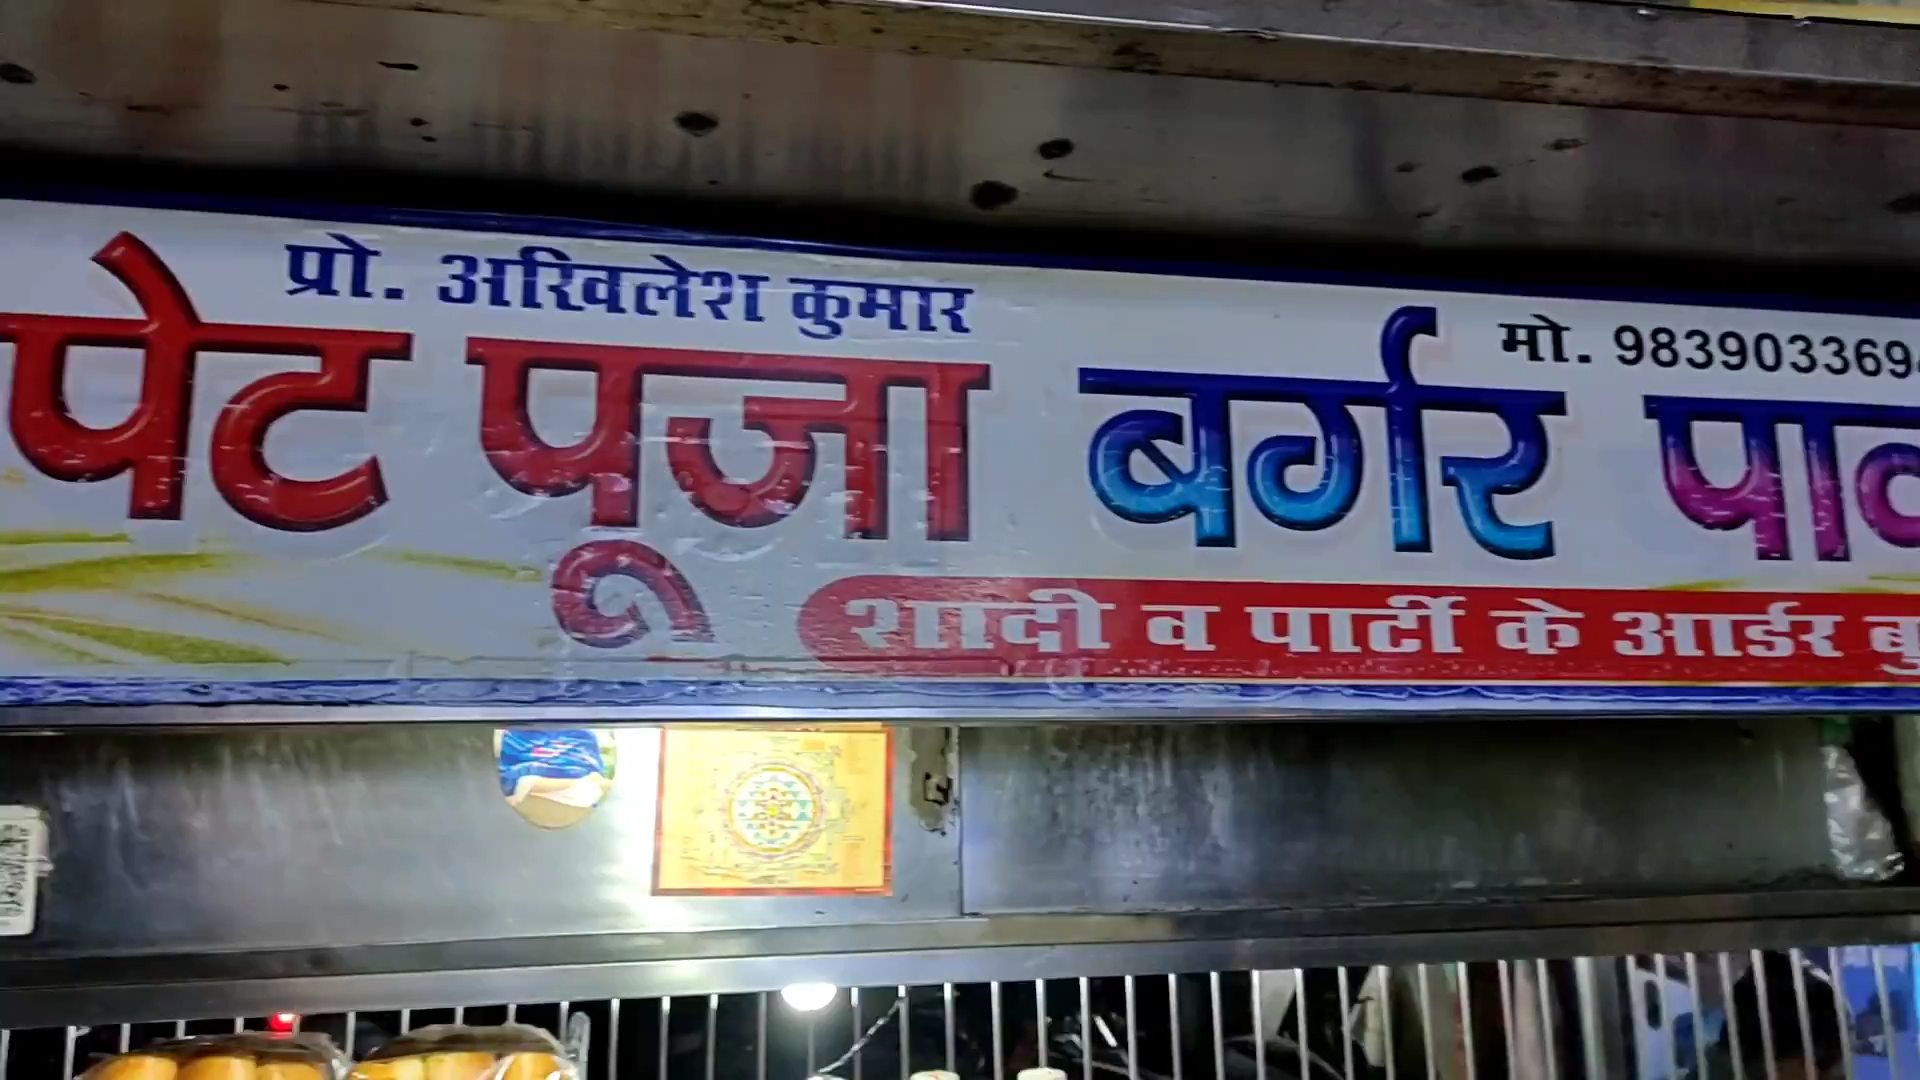 प्रो. अखिलेश कुमार
मो. 983903369
पेट पूजा बर्गर पाव
शादी व पार्टी के आर्डर